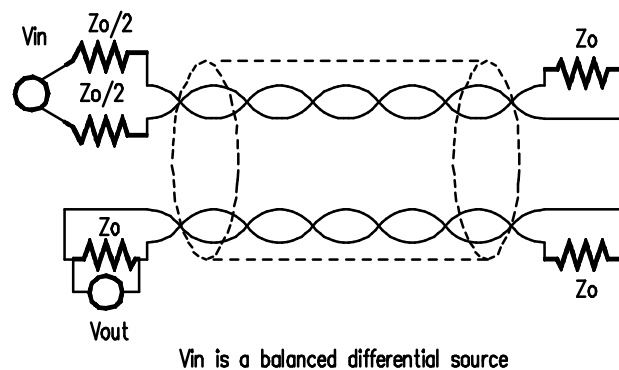 Vin
Zo/2
Zo/2
Zo
Zo
Vout
Zo
Vin is a balanced differential source